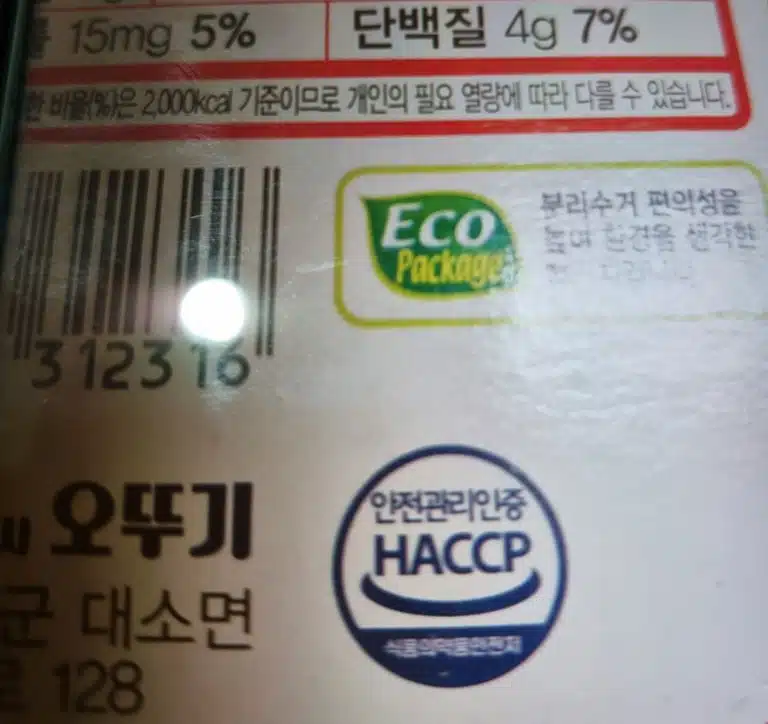 15mg 5%
단백질 4g 7%
비율(%)은 2,000kcal 기준이므로 개인의 필요 열량에 따라 다를 수 있습니다.
Eco
Package
분리수거 편의성을
높여 환경을 생각한
312316
안전관리인증
HACCP
식품의약품안전처
오뚜기
군 대소면
128